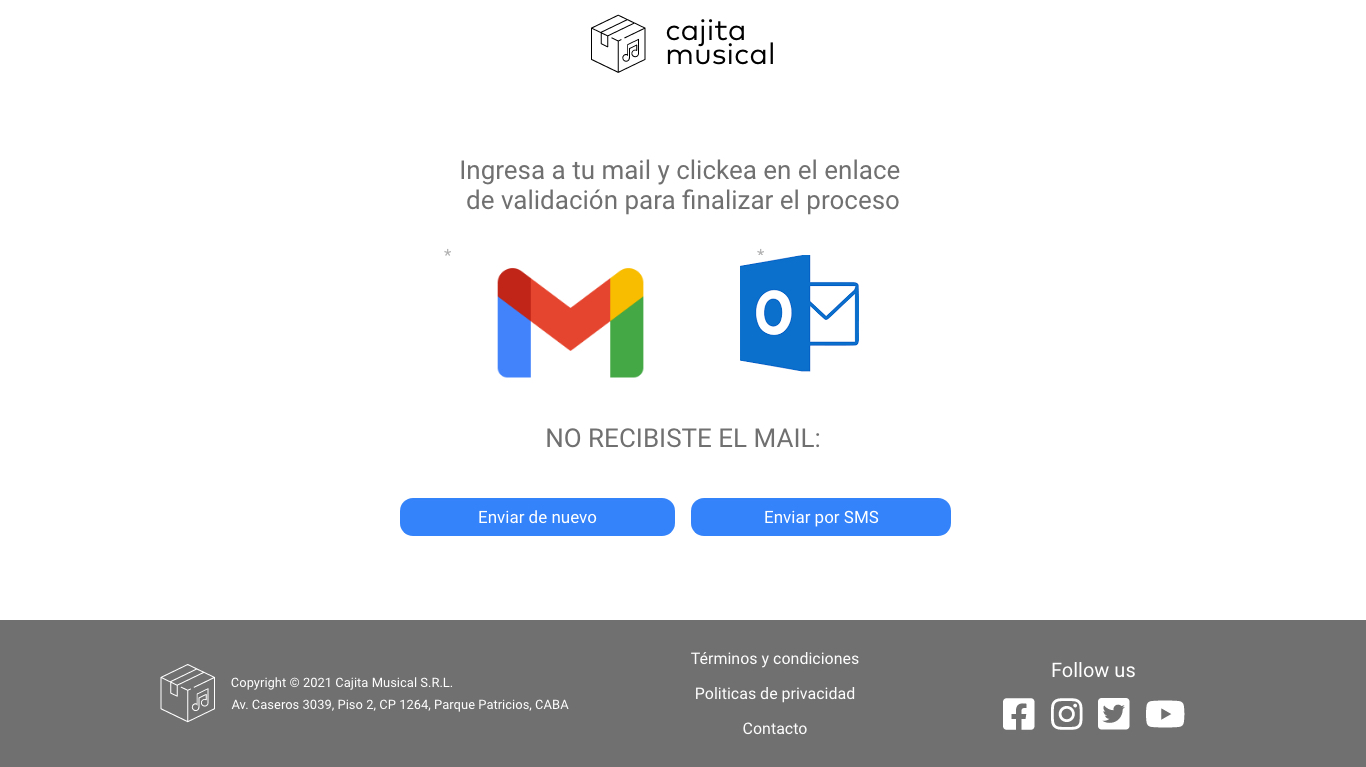 cajita
musical
Ingresa a tu mail y clickea en el enlace
de validación para finalizar el proceso
* *
NO RECIBISTE EL MAIL:
Enviar de nuevo
Enviar por SMS
Copyright © 2021 Cajita Musical S.R.L.
Av. Caseros 3039, Piso 2, CP 1264, Parque Patricios, CABA
Términos y condiciones
Politicas de privacidad
Contacto
Follow us